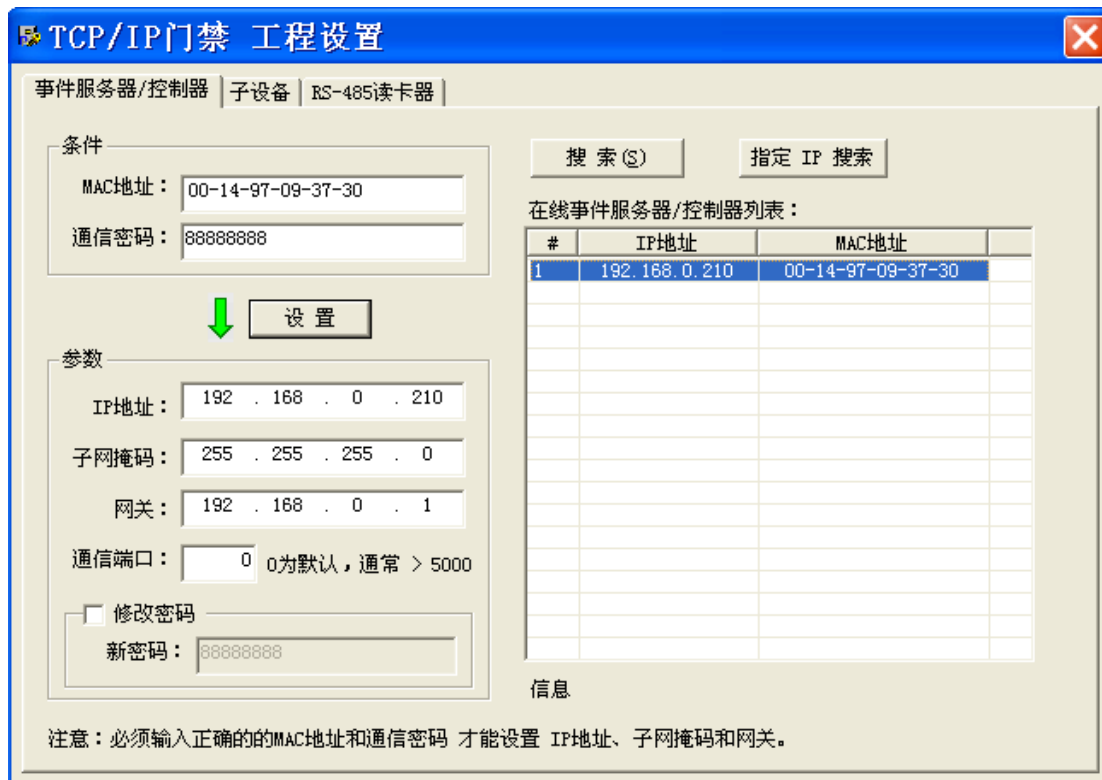 TCP/IP门禁 工程设置
事件服务器/控制器 子设备 RS-485读卡器
条件
MAC地址：00-14-97-09-37-30
通信密码：88888888
设 置
参数
IP地址：192 . 168 . 0 . 210
子网掩码：255 . 255 . 255 . 0
网关：192 . 168 . 0 . 1
通信端口：0 0为默认，通常 > 5000
修改密码
新密码：88888888
搜 索(S) 指定 IP 搜索
在线事件服务器/控制器列表：
# IP地址 MAC地址
1 192.168.0.210 00-14-97-09-37-30
信息
注意：必须输入正确的的MAC地址和通信密码 才能设置 IP地址、子网掩码和网关。